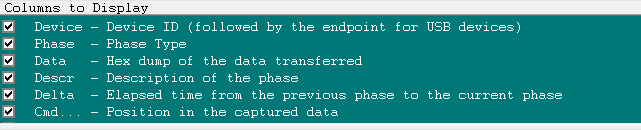 Columns to Display
Device - Device ID (followed by the endpoint for USB devices)
Phase - Phase Type
Data - Hex dump of the data transferred
Descr - Description of the phase
Delta - Elapsed time from the previous phase to the current phase
Cmd... - Position in the captured data